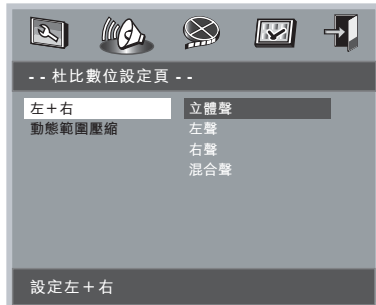 - - 杜比數位設定頁 - -
左＋右
動態範圍壓縮
立體聲
左聲
右聲
混合聲
設定左＋右